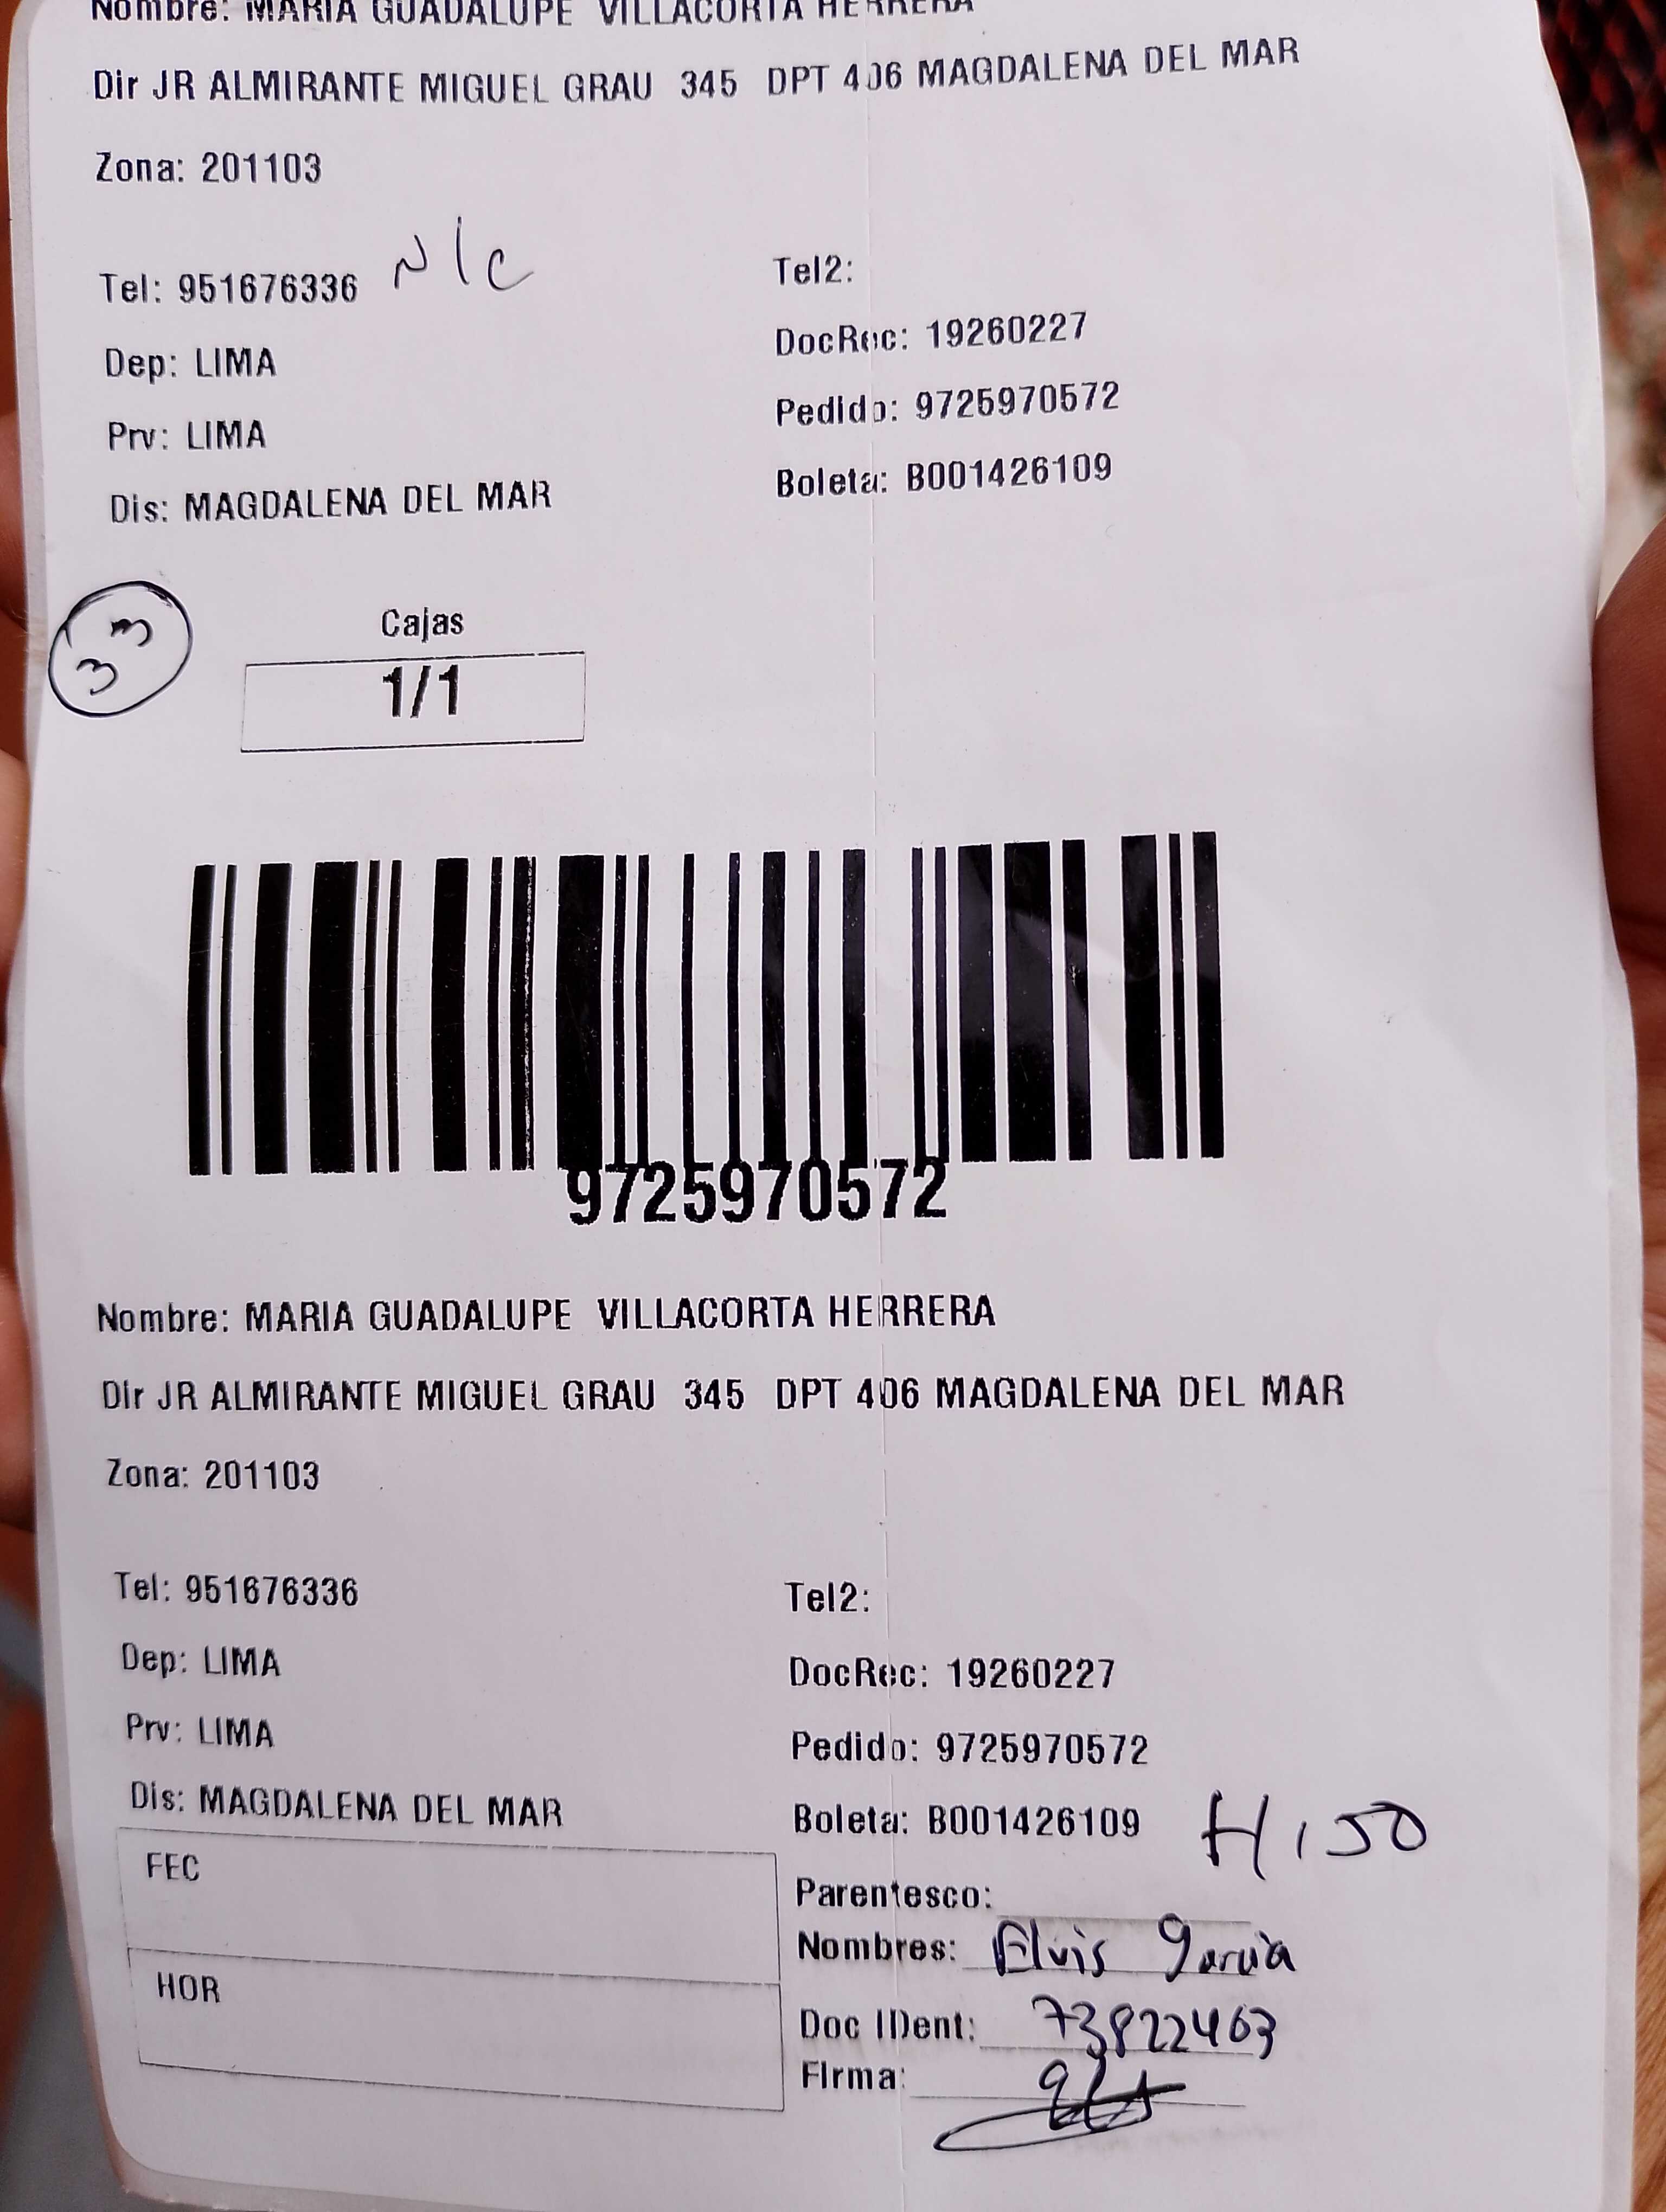 Nombre: MARIA GUADALUPE VILLACORTA HERRERA
Dir JR ALMIRANTE MIGUEL GRAU 345 DPT 406 MAGDALENA DEL MAR
Zona: 201103
Tel: 951676336 N/C
Tel2:
Dep: LIMA
DocRec: 19260227
Prv: LIMA
Pedido: 9725970572
Dis: MAGDALENA DEL MAR
Boleta: B001426109
33
Cajas
1/1
9725970572
Nombre: MARIA GUADALUPE VILLACORTA HERRERA
Dir JR ALMIRANTE MIGUEL GRAU 345 DPT 406 MAGDALENA DEL MAR
Zona: 201103
Tel: 951676336
Tel2:
Dep: LIMA
DocRec: 19260227
Prv: LIMA
Pedido: 9725970572
Dis: MAGDALENA DEL MAR
Boleta: B001426109
FEC
HOR
Parentesco:
Nombres: Elvis Garcia
Doc IDent: 73822463
Firma: